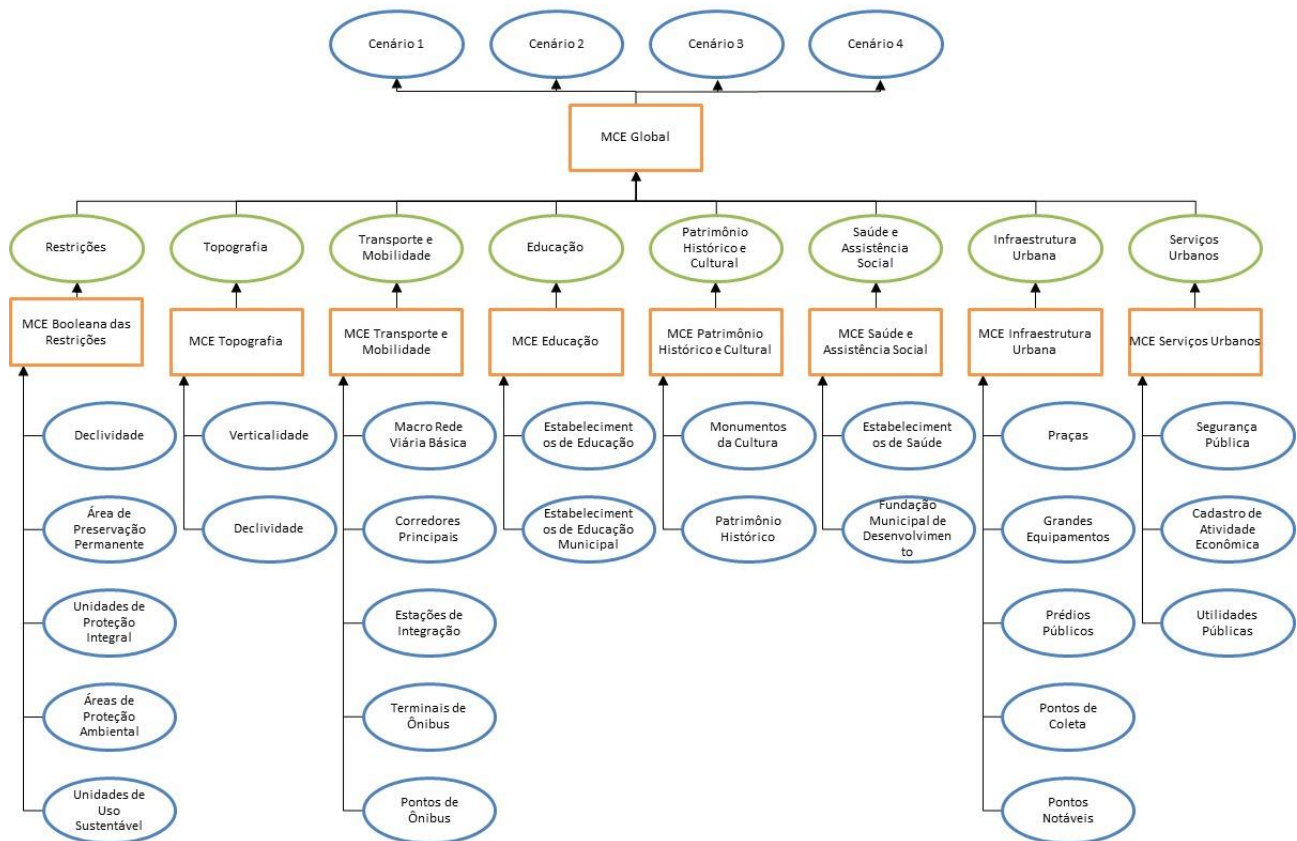 Cenário 1
Cenário 2
Cenário 3
Cenário 4
MCE Global
Restrições
Topografia
Transporte e
Mobilidade
Educação
Patrimônio
Histórico e
Cultural
Saúde e
Assistência
Social
Infraestrutura
Urbana
Serviços
Urbanos
MCE Booleana das
Restrições
MCE Topografia
MCE Transporte e
Mobilidade
MCE Educação
MCE Patrimônio
Histórico e Cultural
MCE Saúde e
Assistência Social
MCE Infraestrutura
Urbana
MCE Serviços Urbanos
Declividade
Área de
Preservação
Permanente
Unidades de
Proteção
Integral
Áreas de
Proteção
Ambiental
Unidades de
Uso
Sustentável
Verticalidade
Declividade
Macro Rede
Viária Básica
Corredores
Principais
Estações de
Integração
Terminais de
Ônibus
Pontos de
Ônibus
Estabeleciment
os de Educação
Estabeleciment
os de Educação
Municipal
Monumentos
da Cultura
Patrimônio
Histórico
Estabeleciment
os de Saúde
Fundação
Municipal de
Desenvolvime
nto
Praças
Grandes
Equipamentos
Prédios
Públicos
Pontos de
Coleta
Pontos
Notáveis
Segurança
Pública
Cadastro de
Atividade
Econômica
Utilidades
Públicas